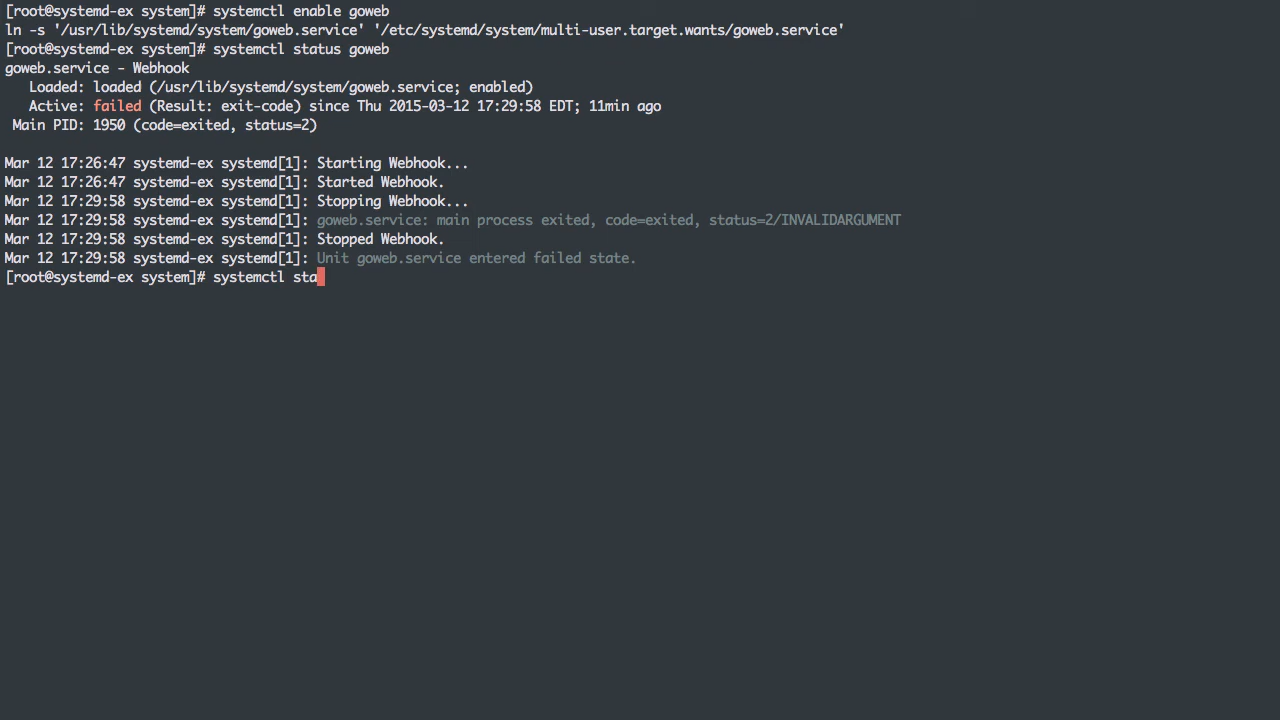 [root@systemd-ex system]# systemctl enable goweb
ln -s '/usr/lib/systemd/system/goweb.service' '/etc/systemd/system/multi-user.target.wants/goweb.service'
[root@systemd-ex system]# systemctl status goweb
goweb.service - Webhook
   Loaded: loaded (/usr/lib/systemd/system/goweb.service; enabled)
   Active: failed (Result: exit-code) since Thu 2015-03-12 17:29:58 EDT; 11min ago
 Main PID: 1950 (code=exited, status=2)

Mar 12 17:26:47 systemd-ex systemd[1]: Starting Webhook...
Mar 12 17:26:47 systemd-ex systemd[1]: Started Webhook.
Mar 12 17:29:58 systemd-ex systemd[1]: Stopping Webhook...
Mar 12 17:29:58 systemd-ex systemd[1]: goweb.service: main process exited, code=exited, status=2/INVALIDARGUMENT
Mar 12 17:29:58 systemd-ex systemd[1]: Stopped Webhook.
Mar 12 17:29:58 systemd-ex systemd[1]: Unit goweb.service entered failed state.
[root@systemd-ex system]# systemctl sta